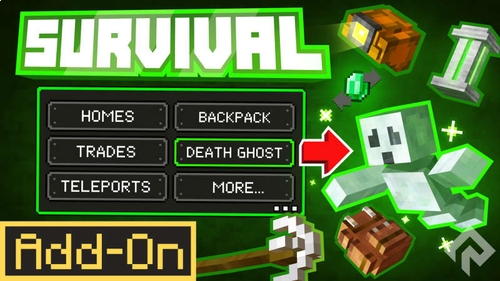 SURVIVAL
HOMES
BACKPACK
TRADES
DEATH GHOST
TELEPORTS
MORE...
...
Add-On